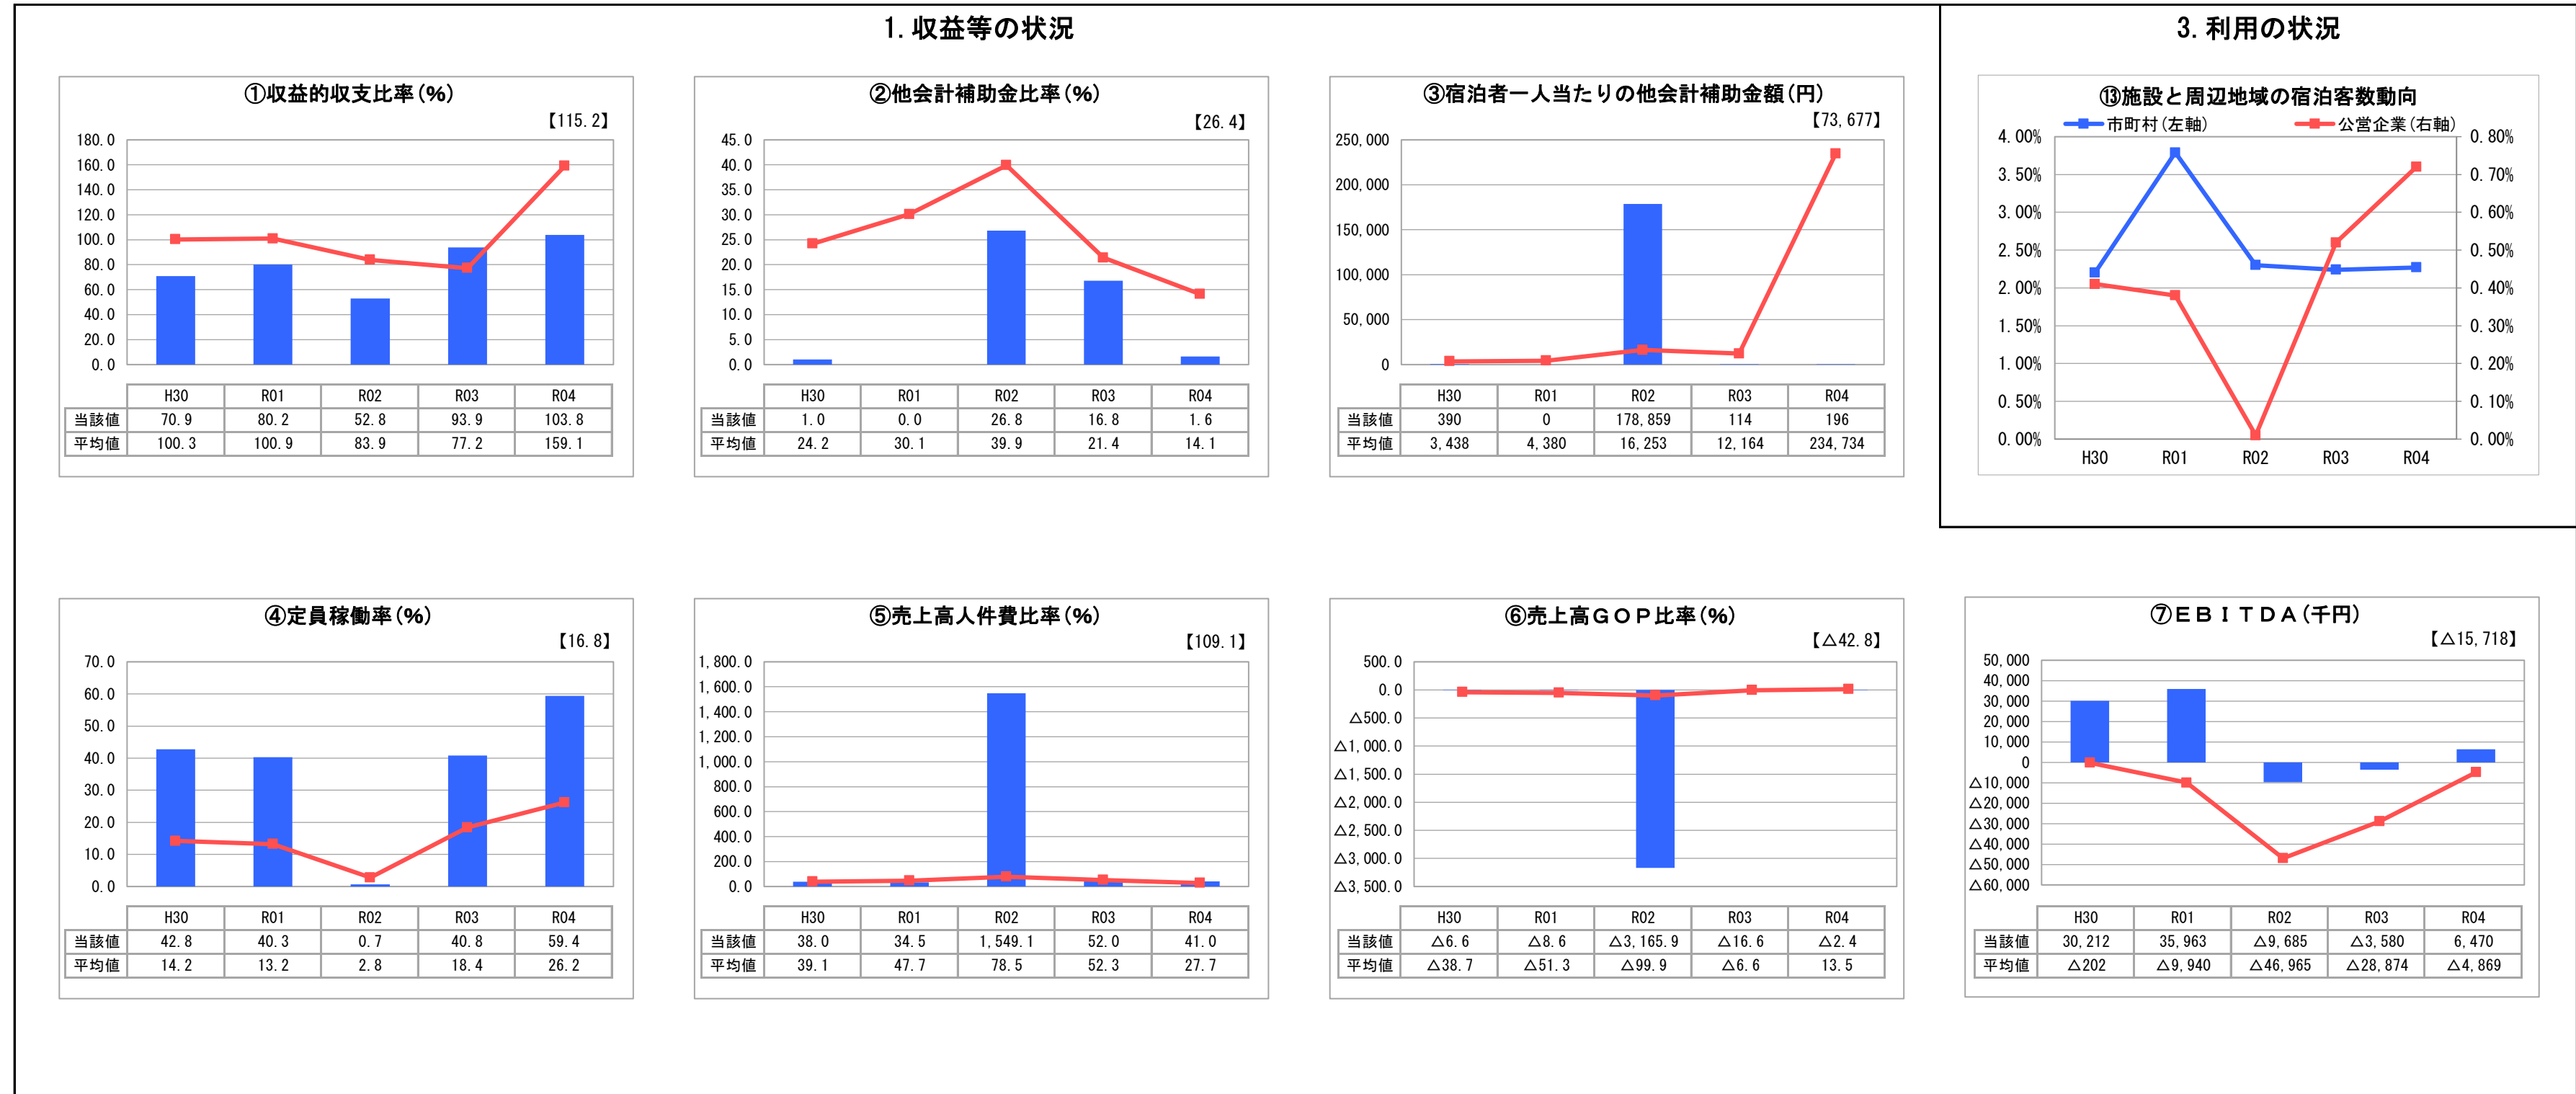 1. 収益等の状況
①収益的収支比率(%)
【115.2】
180.0
160.0
140.0
120.0
100.0
80.0
60.0
40.0
20.0
0.0
H30 R01 R02 R03 R04
当該値 70.9 80.2 52.8 93.9 103.8
平均値 100.3 100.9 83.9 77.2 159.1
②他会計補助金比率(%)
【26.4】
45.0
40.0
35.0
30.0
25.0
20.0
15.0
10.0
5.0
0.0
H30 R01 R02 R03 R04
当該値 1.0 0.0 26.8 16.8 1.6
平均値 24.2 30.1 39.9 21.4 14.1
③宿泊者一人当たりの他会計補助金額(円)
【73,677】
250,000
200,000
150,000
100,000
50,000
0
H30 R01 R02 R03 R04
当該値 390 0 178,859 114 196
平均値 3,438 4,380 16,253 12,164 234,734
3. 利用の状況
⑬施設と周辺地域の宿泊客数動向
市町村(左軸) 公営企業(右軸)
4.00% 0.80%
3.50% 0.70%
3.00% 0.60%
2.50% 0.50%
2.00% 0.40%
1.50% 0.30%
1.00% 0.20%
0.50% 0.10%
0.00% 0.00%
H30 R01 R02 R03 R04
④定員稼働率(%)
【16.8】
70.0
60.0
50.0
40.0
30.0
20.0
10.0
0.0
H30 R01 R02 R03 R04
当該値 42.8 40.3 0.7 40.8 59.4
平均値 14.2 13.2 2.8 18.4 26.2
⑤売上高人件費比率(%)
【109.1】
1,800.0
1,600.0
1,400.0
1,200.0
1,000.0
800.0
600.0
400.0
200.0
0.0
H30 R01 R02 R03 R04
当該値 38.0 34.5 1,549.1 52.0 41.0
平均値 39.1 47.7 78.5 52.3 27.7
⑥売上高ＧＯＰ比率(%)
【△42.8】
500.0
0.0
△500.0
△1,000.0
△1,500.0
△2,000.0
△2,500.0
△3,000.0
△3,500.0
H30 R01 R02 R03 R04
当該値 △6.6 △8.6 △3,165.9 △16.6 △2.4
平均値 △38.7 △51.3 △99.9 △6.6 13.5
⑦ＥＢＩＴＤＡ(千円)
【△15,718】
50,000
40,000
30,000
20,000
10,000
0
△10,000
△20,000
△30,000
△40,000
△50,000
△60,000
H30 R01 R02 R03 R04
当該値 30,212 35,963 △9,685 △3,580 6,470
平均値 △202 △9,940 △46,965 △28,874 △4,869